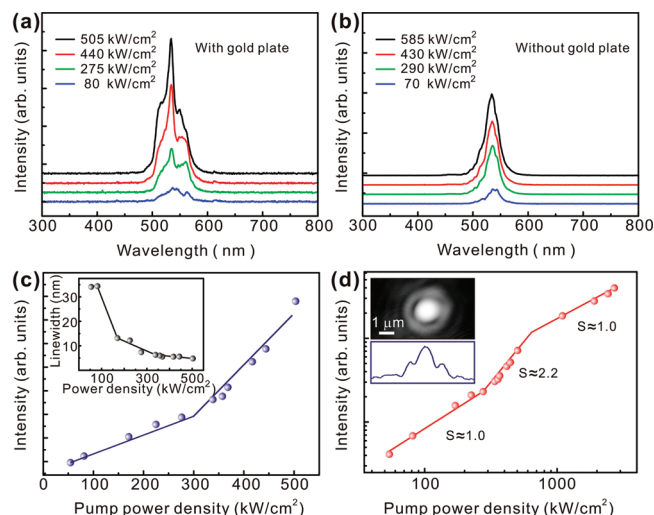 (a)
505 kW/cm²
440 kW/cm²
275 kW/cm²
80 kW/cm²
With gold plate
Intensity (arb. units)
300 400 500 600 700 800
Wavelength ( nm )
(b)
585 kW/cm²
430 kW/cm²
290 kW/cm²
70 kW/cm²
Without gold plate
Intensity (arb. units)
300 400 500 600 700 800
Wavelength ( nm )
(c)
Intensity (arb. units)
Linewidth (nm)
30
20
10
100 200 300 400 500
Power density (kW/cm²)
0 100 200 300 400 500
Pump power density (kW/cm²)
(d)
Intensity (arb. units)
1 μm
S≈1.0
S≈2.2
S≈1.0
100 1000
Pump power density (kW/cm²)